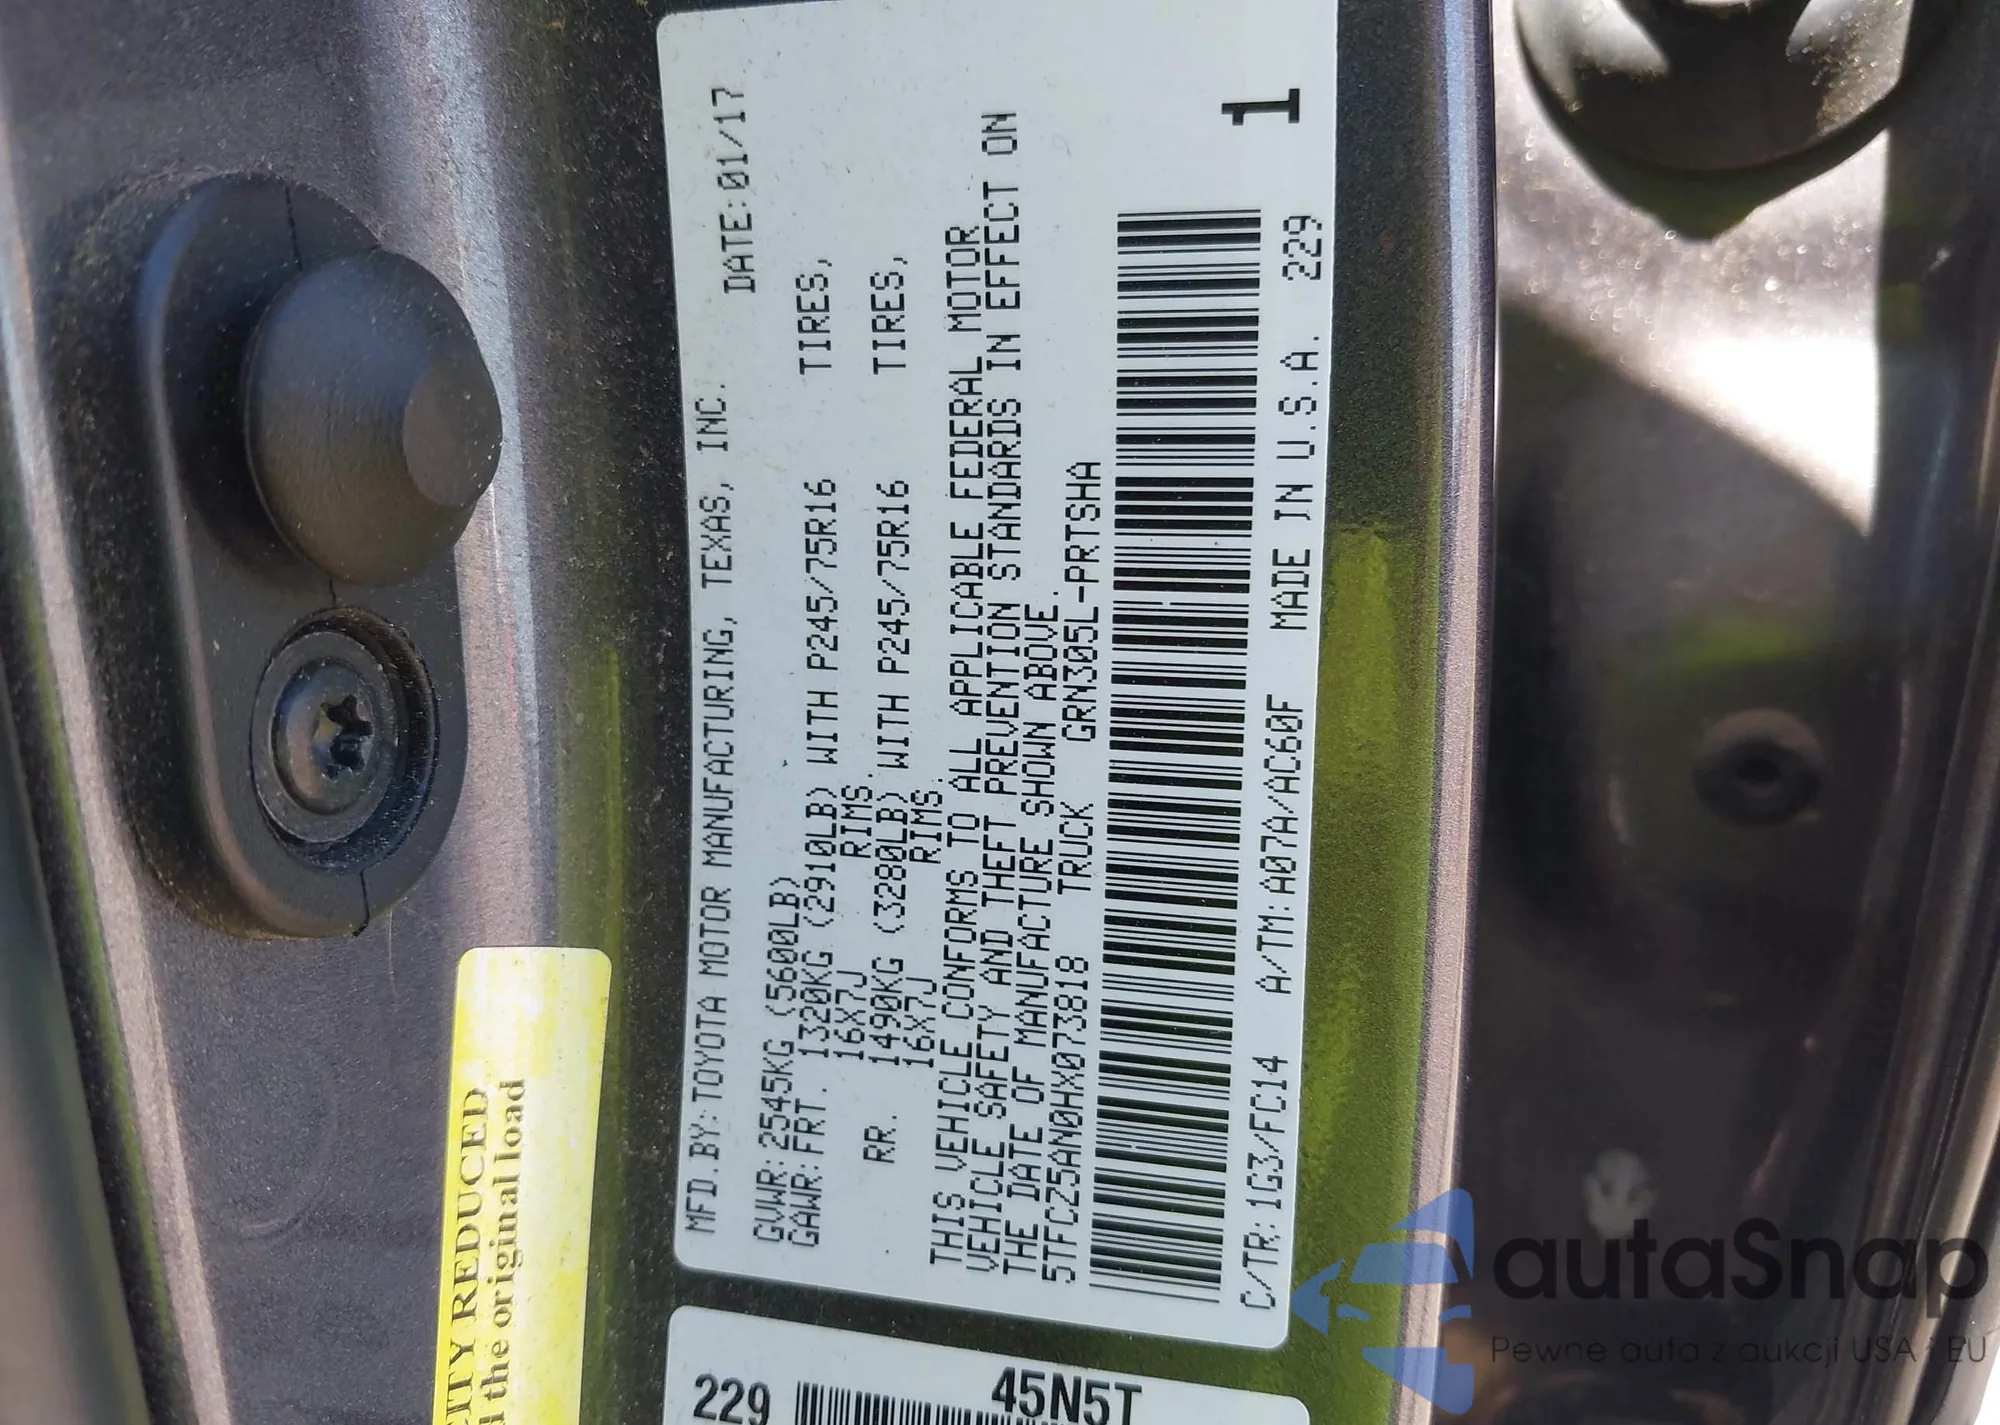 MFD.BY:TOYOTA MOTOR MANUFACTURING, TEXAS, INC.
DATE:01/17
GVWR:2545KG (5600LB)
GAWR:FRT. 1320KG (2910LB) WITH P245/75R16 TIRES,
16X7J RIMS.
RR. 1490KG (3280LB) WITH P245/75R16 TIRES,
16X7J RIMS.
THIS VEHICLE CONFORMS TO ALL APPLICABLE FEDERAL MOTOR
VEHICLE SAFETY AND THEFT PREVENTION STANDARDS IN EFFECT ON
THE DATE OF MANUFACTURE SHOWN ABOVE.
5TFCZ5AN0HX073818 TRUCK GRN305L-PRTSHA
C/TR:1G3/FC14 A/TM:A07A/AC60F MADE IN U.S.A. 229
1
REDUCED
the original load
229 45N5T
autaSnap
Pewne auta z aukcji USA i EU